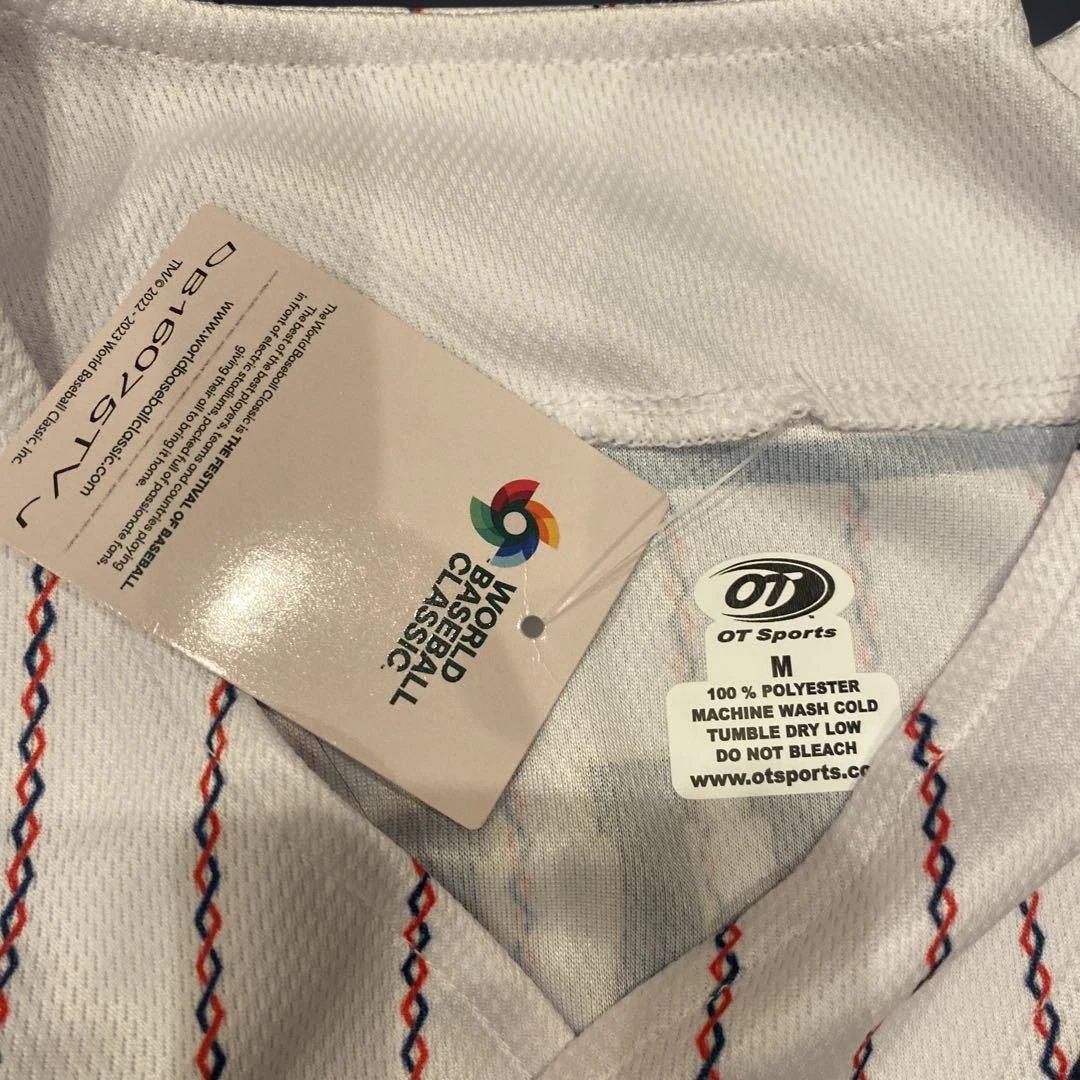 The World Baseball Classic is THE FESTIVAL OF BASEBALL.
The best of the best players, teams and countries playing
in front of electric stadiums, packed full of passionate fans,
giving their all to bring it home.
www.worldbaseballclassic.com
DB16075TV
TM/© 2022 - 2023 World Baseball Classic, Inc.
WORLD
BASEBALL
CLASSIC™
OT
OT Sports
M
100 % POLYESTER
MACHINE WASH COLD
TUMBLE DRY LOW
DO NOT BLEACH
www.otsports.co